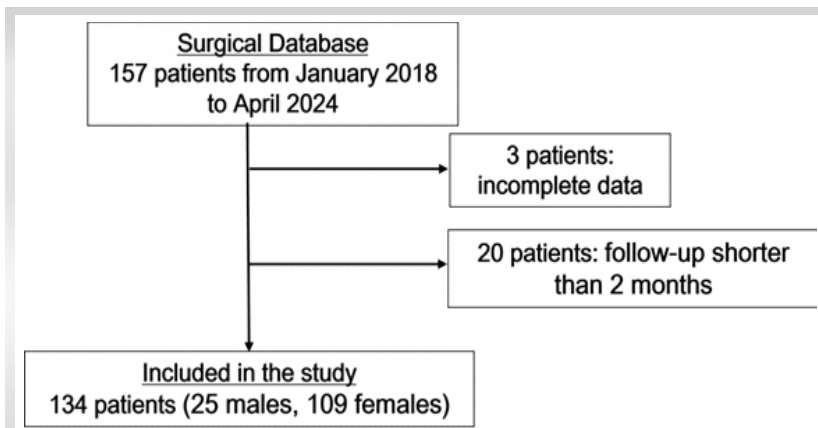 Surgical Database
157 patients from January 2018
to April 2024
3 patients:
incomplete data
20 patients: follow-up shorter
than 2 months
Included in the study
134 patients (25 males, 109 females)